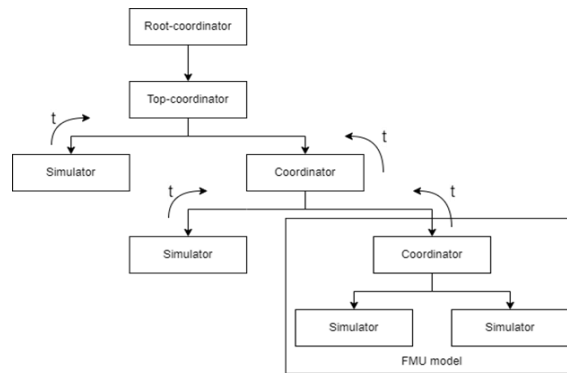 Root-coordinator
Top-coordinator
t
t
Simulator
Coordinator
t
t
Simulator
Coordinator
Simulator
Simulator
FMU model